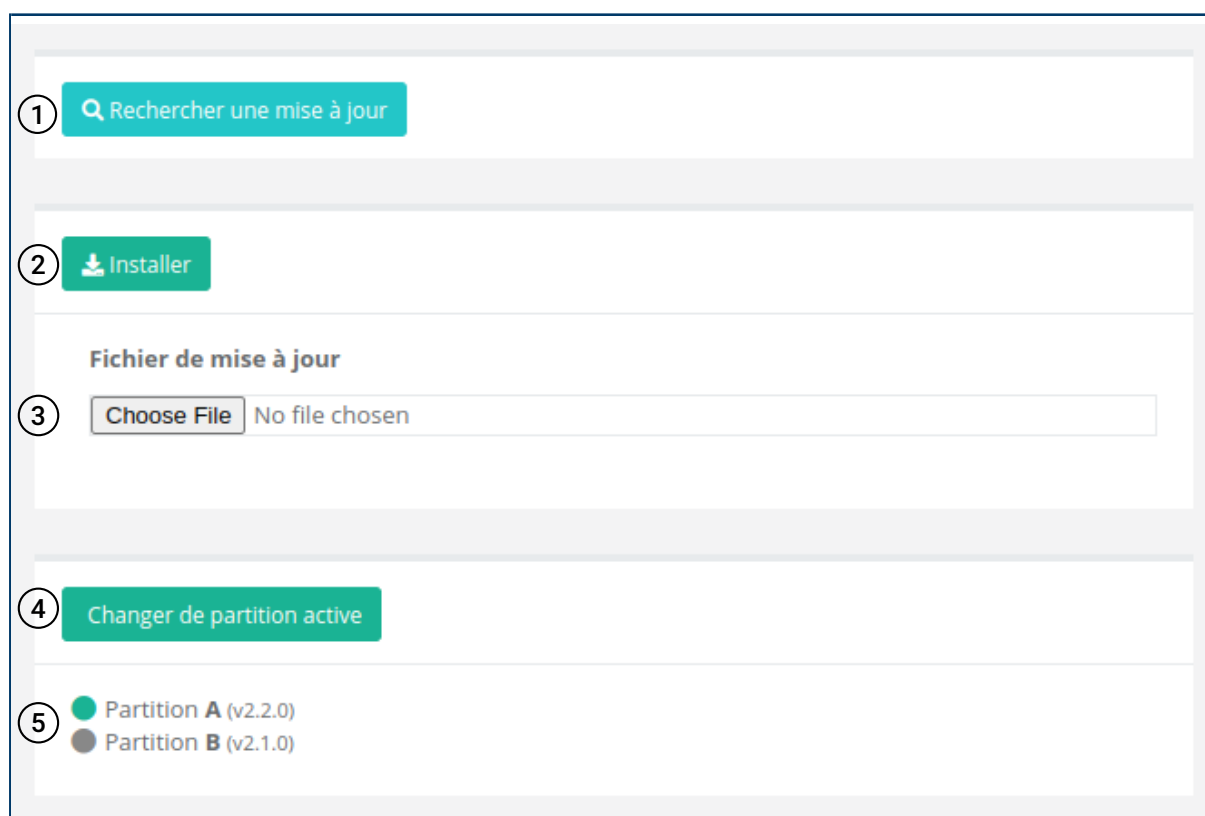 1 Rechercher une mise à jour
2 Installer
Fichier de mise à jour
3 Choose File No file chosen
4 Changer de partition active
Partition A (v2.2.0)
5
Partition B (v2.1.0)